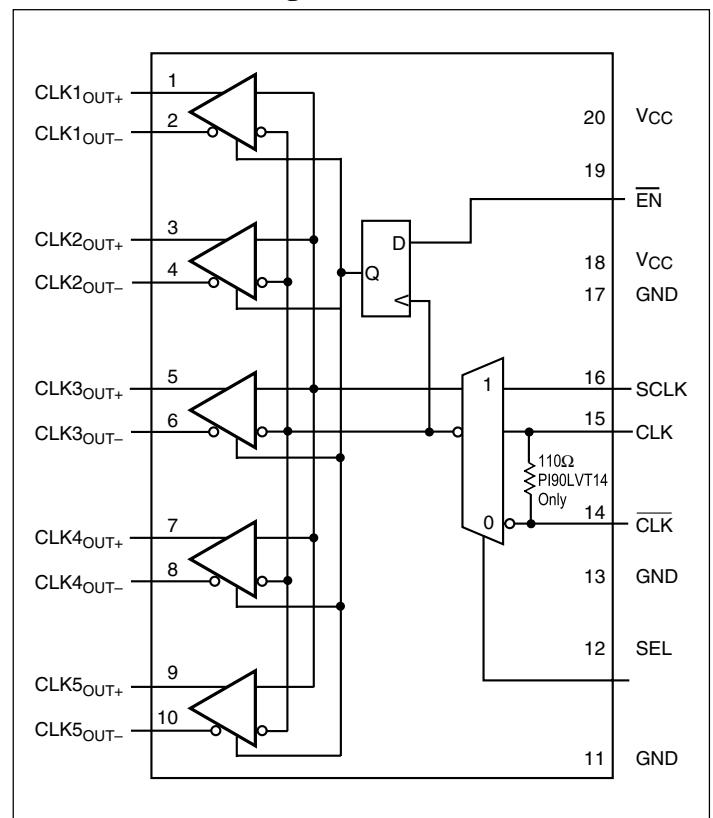 CLK1OUT+ 1
CLK1OUT– 2
CLK2OUT+ 3
CLK2OUT– 4
CLK3OUT+ 5
CLK3OUT– 6
CLK4OUT+ 7
CLK4OUT– 8
CLK5OUT+ 9
CLK5OUT– 10
D
Q
1
0
110Ω
PI90LVT14
Only
20 VCC
19 E̅N̅
18 VCC
17 GND
16 SCLK
15 CLK
14 C̅L̅K̅
13 GND
12 SEL
11 GND